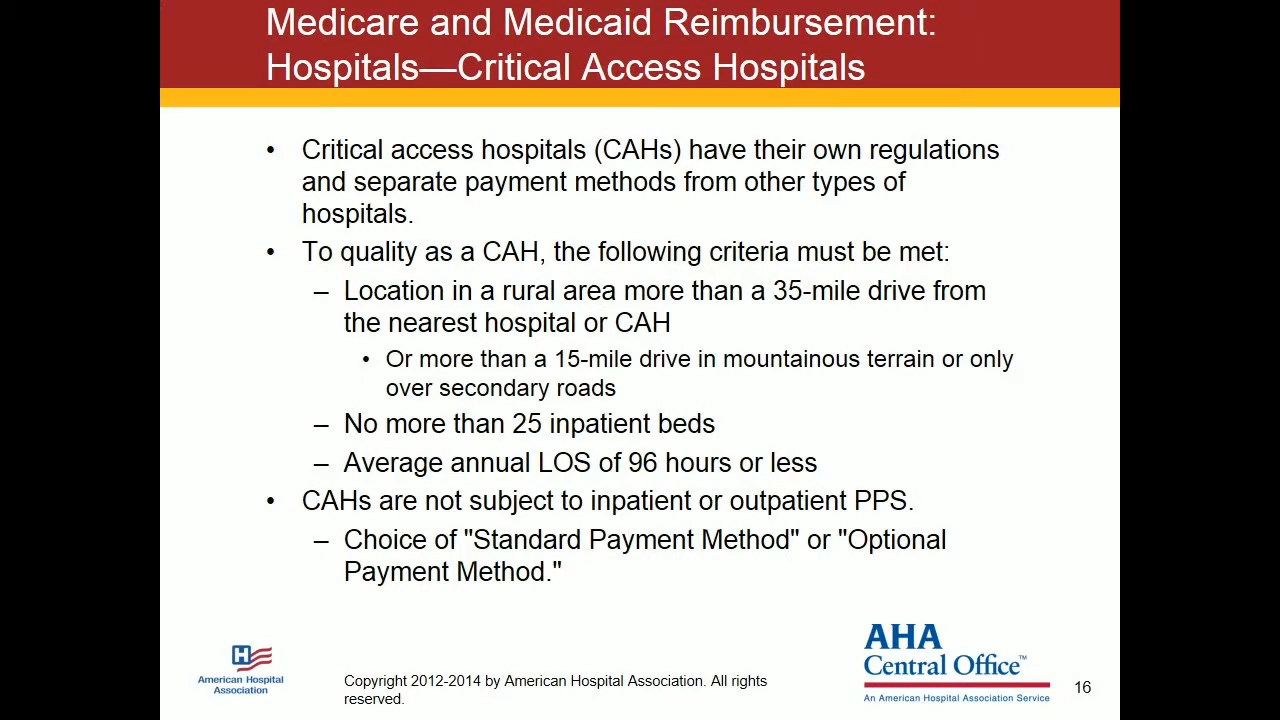 Medicare and Medicaid Reimbursement:
Hospitals—Critical Access Hospitals
• Critical access hospitals (CAHs) have their own regulations
and separate payment methods from other types of
hospitals.
• To quality as a CAH, the following criteria must be met:
– Location in a rural area more than a 35-mile drive from
the nearest hospital or CAH
• Or more than a 15-mile drive in mountainous terrain or only
over secondary roads
– No more than 25 inpatient beds
– Average annual LOS of 96 hours or less
• CAHs are not subject to inpatient or outpatient PPS.
– Choice of "Standard Payment Method" or "Optional
Payment Method."
H
American Hospital
Association
Copyright 2012-2014 by American Hospital Association. All rights
reserved.
AHA
Central Office™
An American Hospital Association Service
16